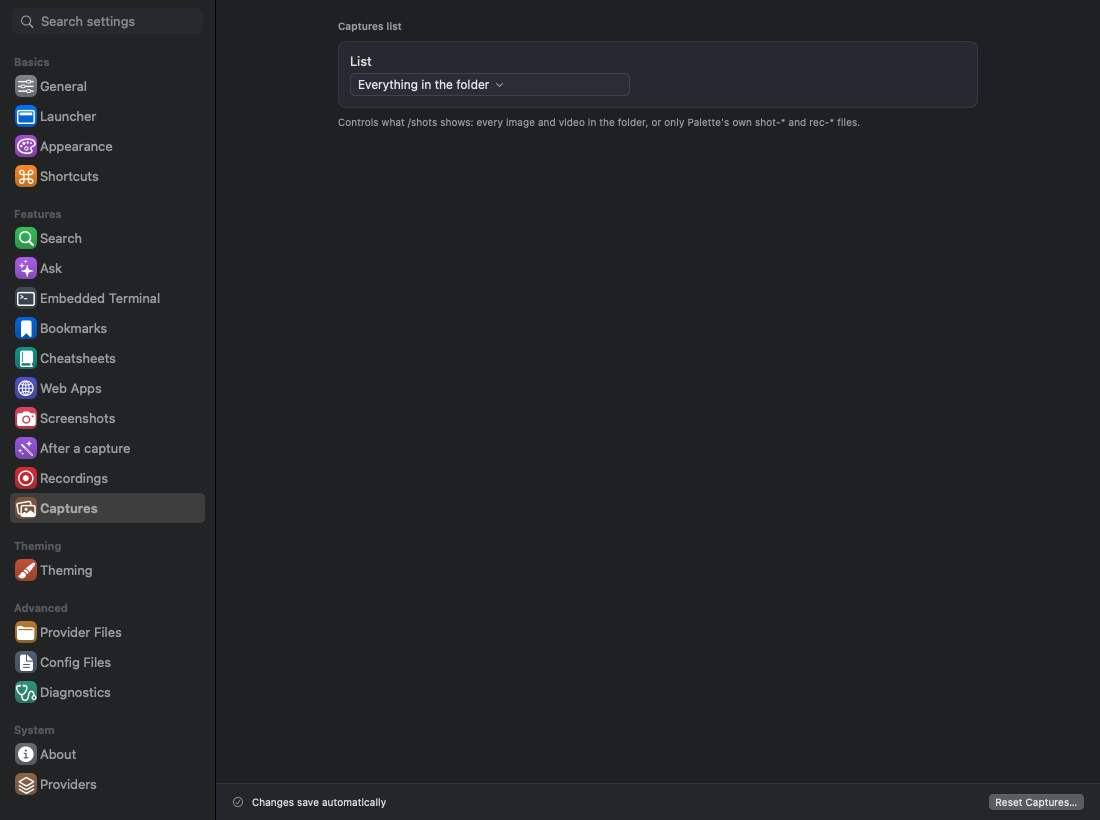 Search settings
Basics
General
Launcher
Appearance
Shortcuts
Features
Search
Ask
Embedded Terminal
Bookmarks
Cheatsheets
Web Apps
Screenshots
After a capture
Recordings
Captures
Theming
Theming
Advanced
Provider Files
Config Files
Diagnostics
System
About
Providers
Captures list
List
Everything in the folder
Controls what /shots shows: every image and video in the folder, or only Palette's own shot-* and rec-* files.
Changes save automatically
Reset Captures...